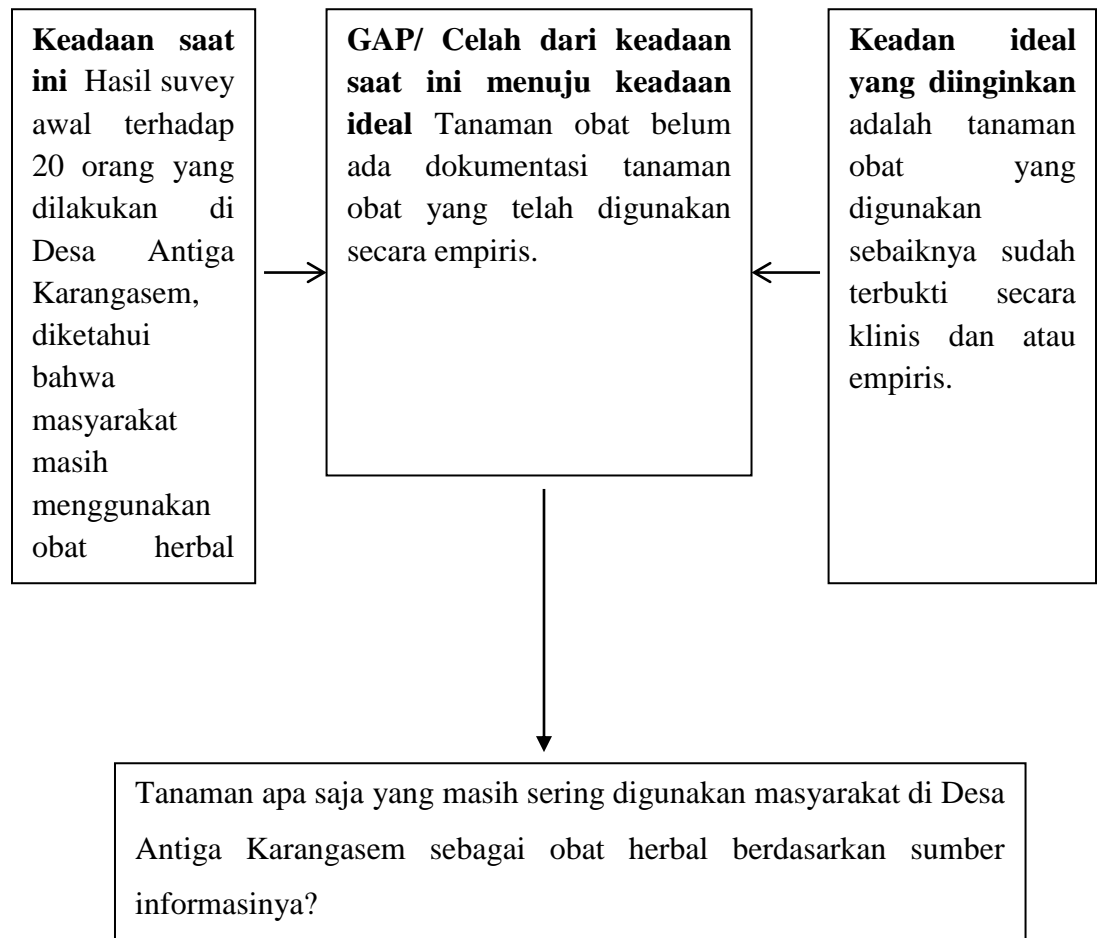 Keadaan saat
ini Hasil suvey
awal terhadap
20 orang yang
dilakukan di
Desa Antiga
Karangasem,
diketahui
bahwa
masyarakat
masih
menggunakan
obat herbal
GAP/ Celah dari keadaan
saat ini menuju keadaan
ideal Tanaman obat belum
ada dokumentasi tanaman
obat yang telah digunakan
secara empiris.
Keadan ideal
yang diinginkan
adalah tanaman
obat yang
digunakan
sebaiknya sudah
terbukti secara
klinis dan atau
empiris.
Tanaman apa saja yang masih sering digunakan masyarakat di Desa
Antiga Karangasem sebagai obat herbal berdasarkan sumber
informasinya?